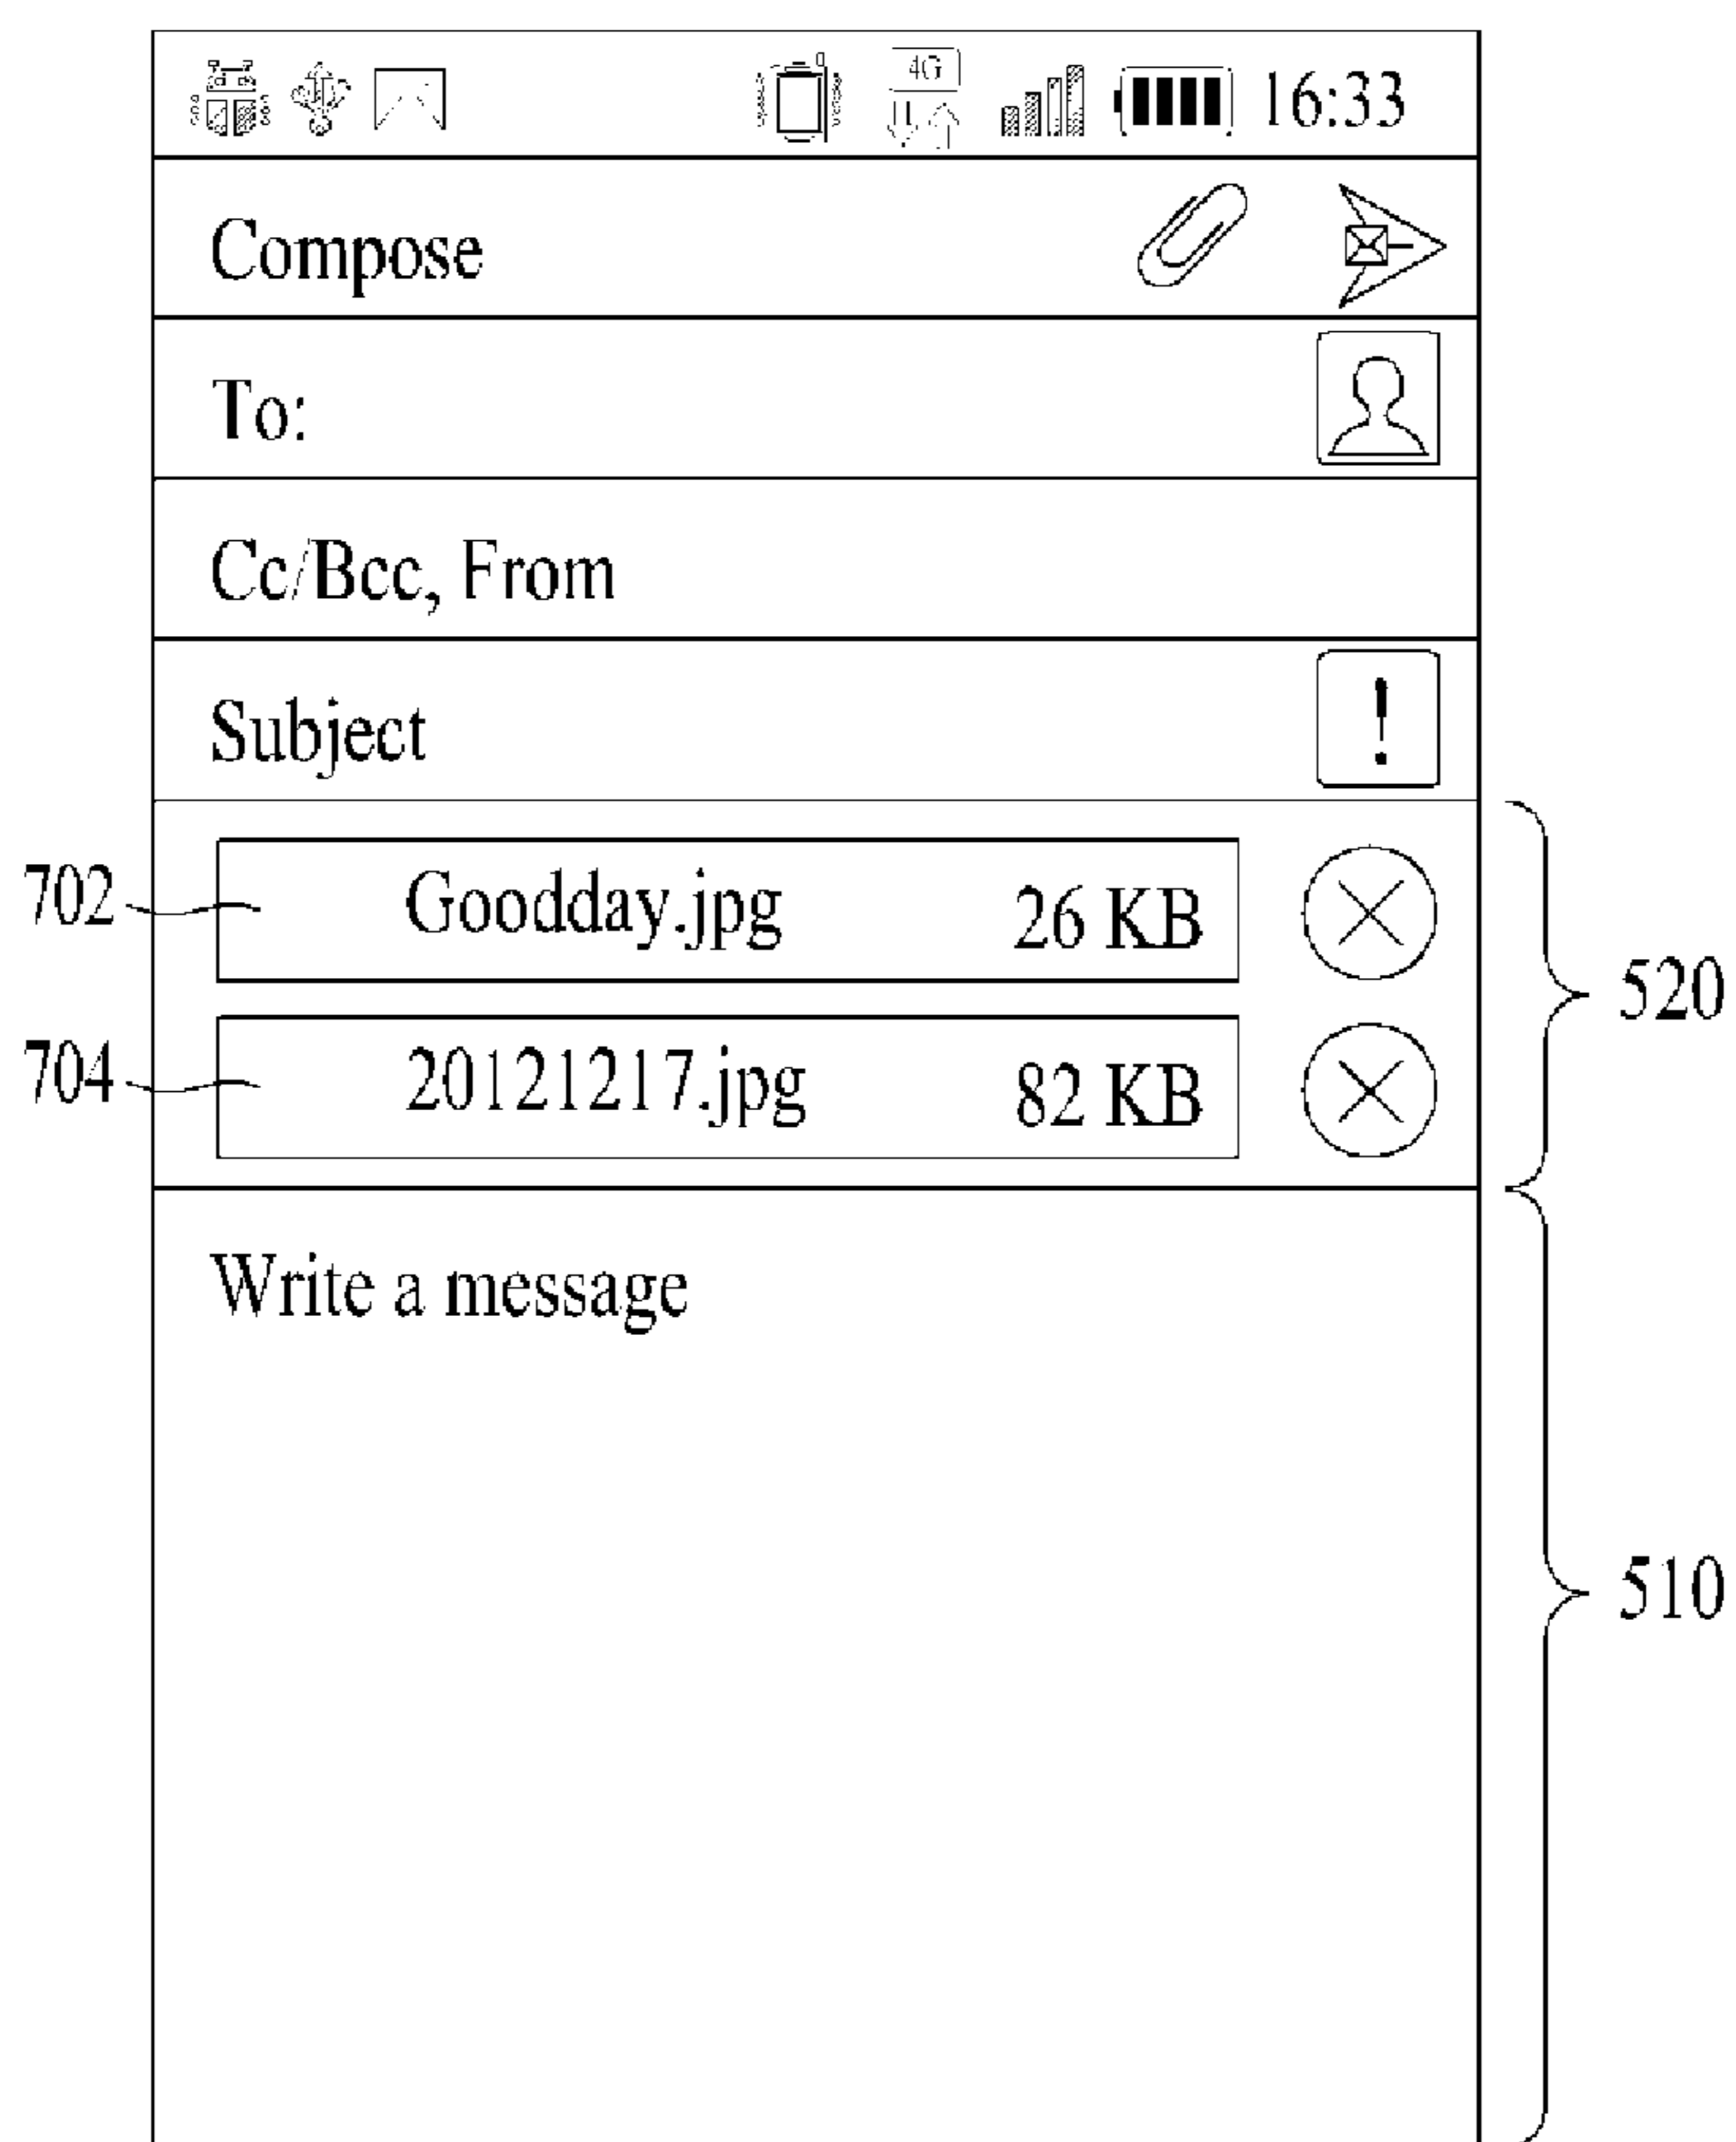 4G
16:33
Compose
To:
Cc/Bcc, From
Subject
!
702
Goodday.jpg 26 KB
520
704
20121217.jpg 82 KB
Write a message
510